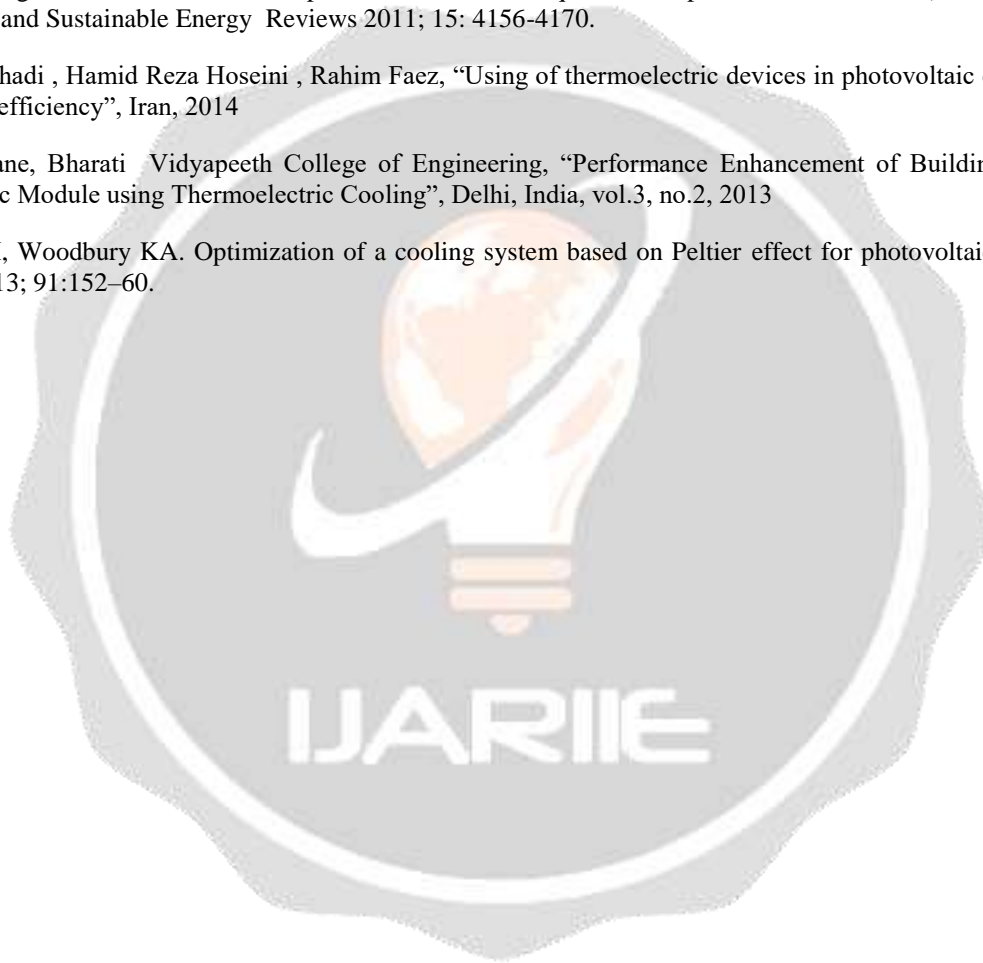 and Sustainable Energy Reviews 2011; 15: 4156-4170.
hadi , Hamid Reza Hoseini , Rahim Faez, “Using of thermoelectric devices in photovoltaic
efficiency”, Iran, 2014
ane, Bharati Vidyapeeth College of Engineering, “Performance Enhancement of Buildin
c Module using Thermoelectric Cooling”, Delhi, India, vol.3, no.2, 2013
, Woodbury KA. Optimization of a cooling system based on Peltier effect for photovoltaic
13; 91:152–60.
IJARIIE